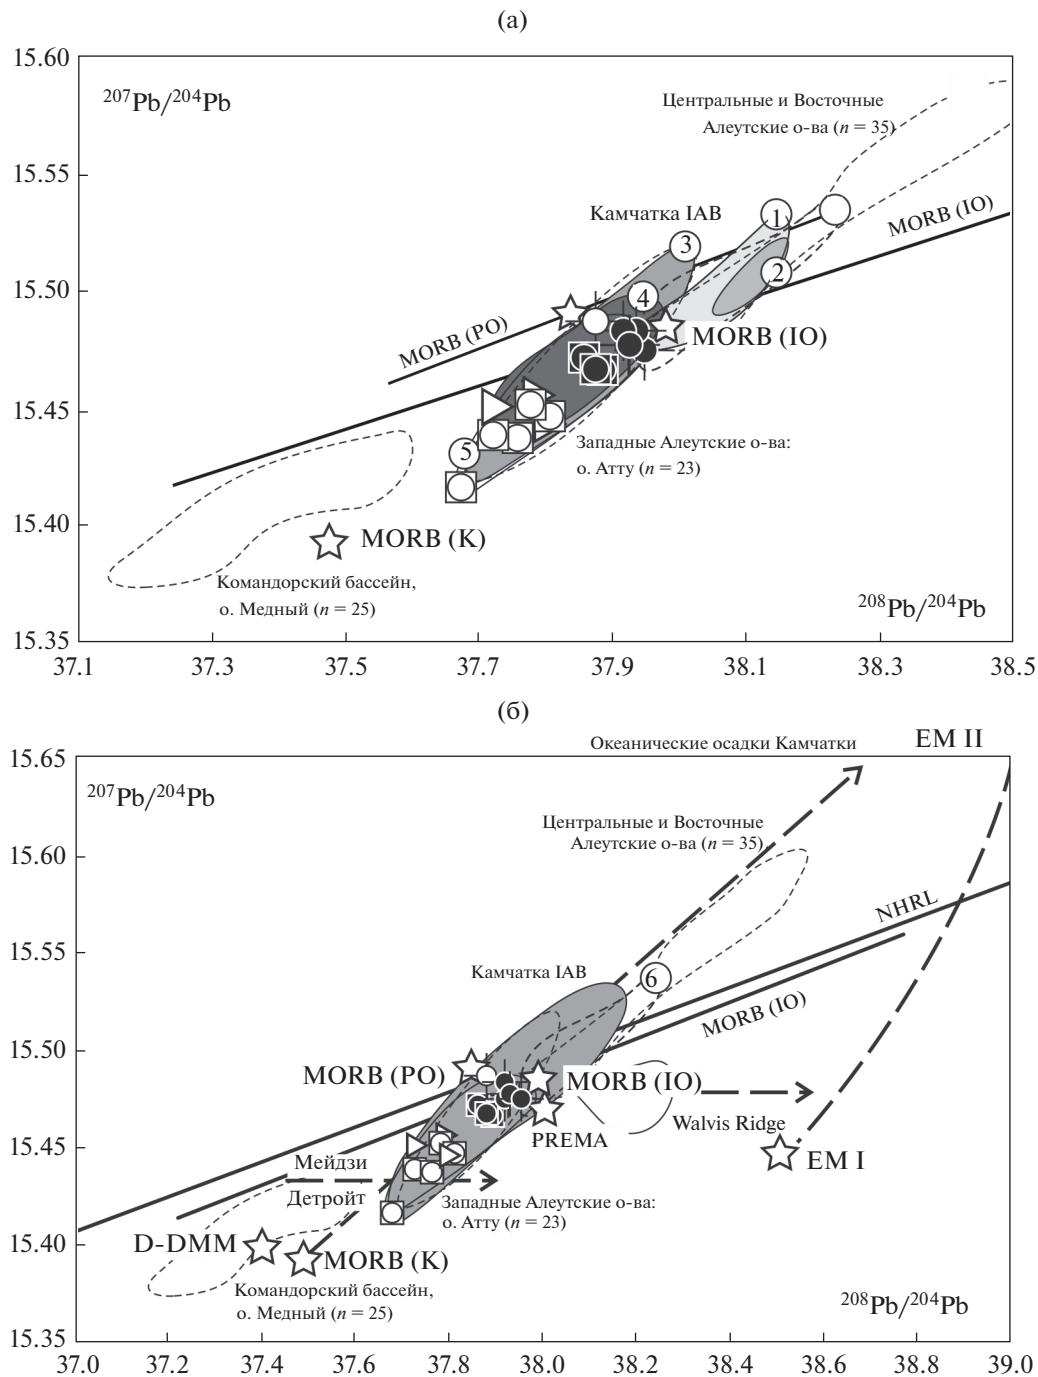 (а)
15.60
15.55
15.50
15.45
15.40
15.35
²⁰⁷Pb/²⁰⁴Pb
Центральные и Восточные
Алеутские о-ва (n = 35)
MORB (IO)
Камчатка IAB
1
2
3
4
5
MORB (PO)
MORB (IO)
Западные Алеутские о-ва:
о. Атту (n = 23)
MORB (K)
Командорский бассейн,
о. Медный (n = 25)
²⁰⁸Pb/²⁰⁴Pb
37.1 37.3 37.5 37.7 37.9 38.1 38.3 38.5
(б)
Океанические осадки Камчатки
EM II
15.65
15.60
15.55
15.50
15.45
15.40
15.35
²⁰⁷Pb/²⁰⁴Pb
Центральные и Восточные
Алеутские о-ва (n = 35)
NHRL
Камчатка IAB
6
MORB (IO)
MORB (PO)
MORB (IO)
Walvis Ridge
PREMA
EM I
Мейдзи
Детройт
Западные Алеутские о-ва:
о. Атту (n = 23)
D-DMM
MORB (K)
Командорский бассейн,
о. Медный (n = 25)
²⁰⁸Pb/²⁰⁴Pb
37.0 37.2 37.4 37.6 37.8 38.0 38.2 38.4 38.6 38.8 39.0